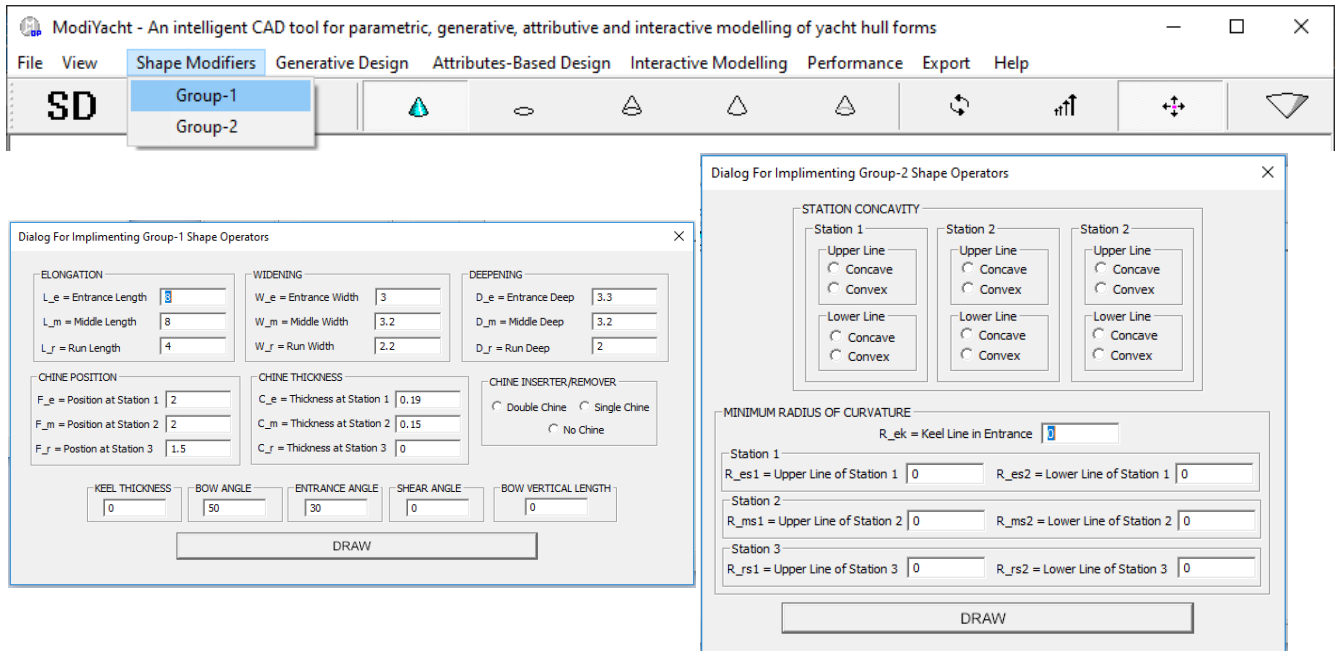 ModiYacht - An intelligent CAD tool for parametric, generative, attributive and interactive modelling of yacht hull forms
File View Shape Modifiers Generative Design Attributes-Based Design Interactive Modelling Performance Export Help
SD
Group-1
Group-2
Dialog For Implimenting Group-1 Shape Operators
ELONGATION
L_e = Entrance Length 8
L_m = Middle Length 8
L_r = Run Length 4
WIDENING
W_e = Entrance Width 3
W_m = Middle Width 3.2
W_r = Run Width 2.2
DEEPENING
D_e = Entrance Deep 3.3
D_m = Middle Deep 3.2
D_r = Run Deep 2
CHINE POSITION
F_e = Position at Station 1 2
F_m = Position at Station 2 2
F_r = Postion at Station 3 1.5
CHINE THICKNESS
C_e = Thickness at Station 1 0.19
C_m = Thickness at Station 2 0.15
C_r = Thickness at Station 3 0
CHINE INSERTER/REMOVER
Double Chine Single Chine
No Chine
KEEL THICKNESS
0
BOW ANGLE
50
ENTRANCE ANGLE
30
SHEAR ANGLE
0
BOW VERTICAL LENGTH
0
DRAW
Dialog For Implimenting Group-2 Shape Operators
STATION CONCAVITY
Station 1
Upper Line
Concave
Convex
Lower Line
Concave
Convex
Station 2
Upper Line
Concave
Convex
Lower Line
Concave
Convex
Station 2
Upper Line
Concave
Convex
Lower Line
Concave
Convex
MINIMUM RADIUS OF CURVATURE
R_ek = Keel Line in Entrance 0
Station 1
R_es1 = Upper Line of Station 1 0 R_es2 = Lower Line of Station 1 0
Station 2
R_ms1 = Upper Line of Station 2 0 R_ms2 = Lower Line of Station 2 0
Station 3
R_rs1 = Upper Line of Station 3 0 R_rs2 = Lower Line of Station 3 0
DRAW